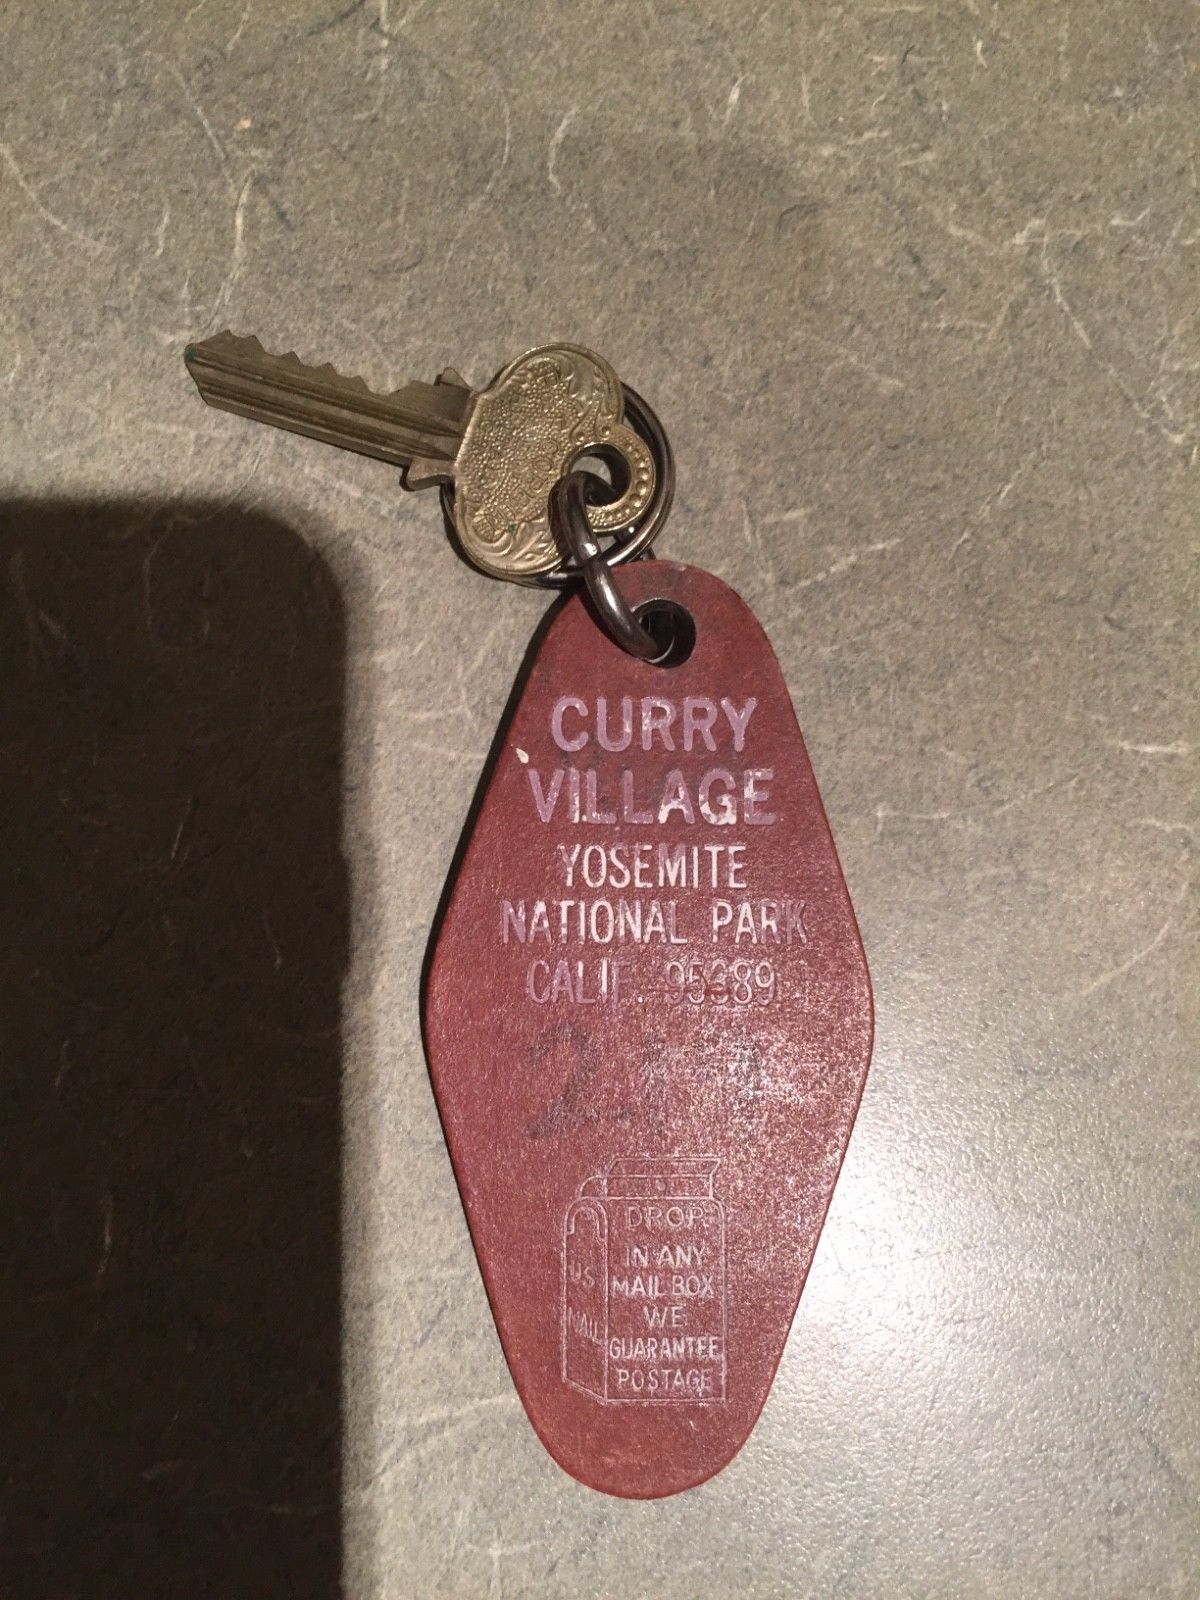 CURRY
VILLAGE
YOSEMITE
NATIONAL PARK
CALIF. 95389
DROP
IN ANY
MAIL BOX
WE
GUARANTEE
POSTAGE
US
MAIL